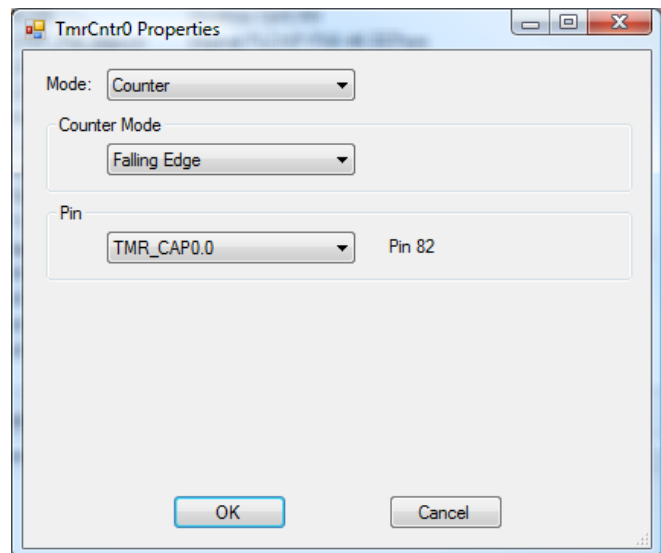 TmrCntr0 Properties
Mode: Counter
Counter Mode
Falling Edge
Pin
TMR_CAP0.0 Pin 82
OK Cancel